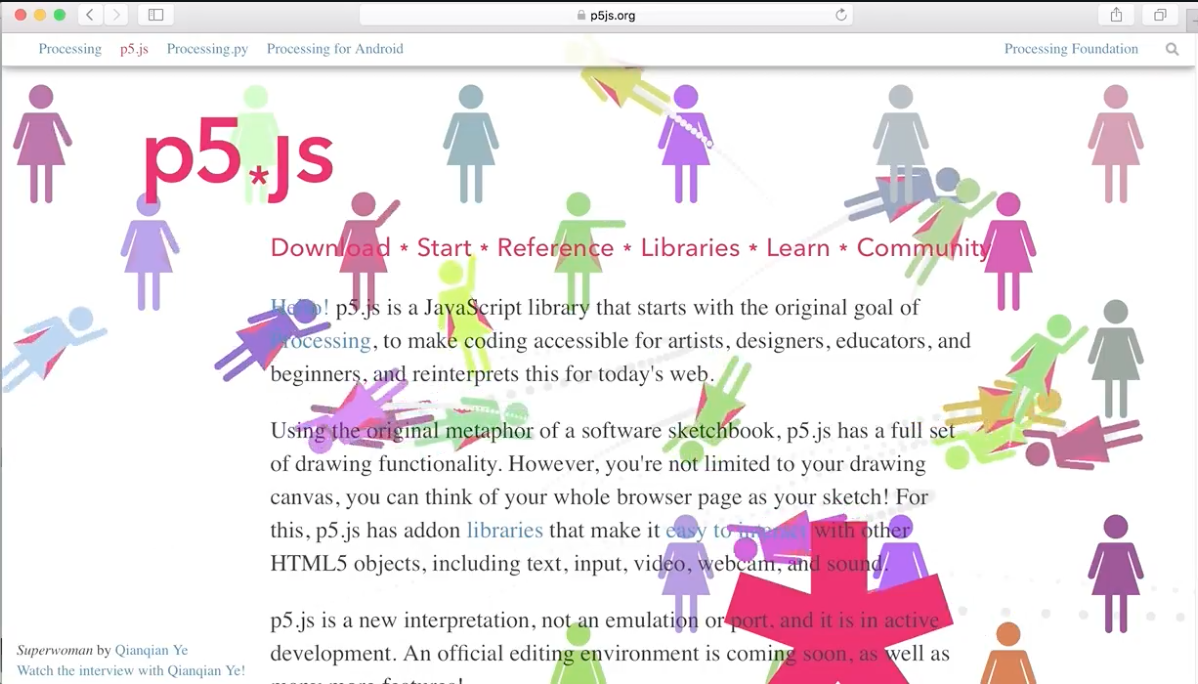 p5js.org
Processing p5.js Processing.py Processing for Android Processing Foundation
p5.js
Download * Start * Reference * Libraries * Learn * Community
Hello! p5.js is a JavaScript library that starts with the original goal of
Processing, to make coding accessible for artists, designers, educators, and
beginners, and reinterprets this for today's web.
Using the original metaphor of a software sketchbook, p5.js has a full set
of drawing functionality. However, you're not limited to your drawing
canvas, you can think of your whole browser page as your sketch! For
this, p5.js has addon libraries that make it easy to interact with other
HTML5 objects, including text, input, video, webcam, and sound.
p5.js is a new interpretation, not an emulation or port, and it is in active
development. An official editing environment is coming soon, as well as
many more features!
Superwoman by Qianqian Ye
Watch the interview with Qianqian Ye!